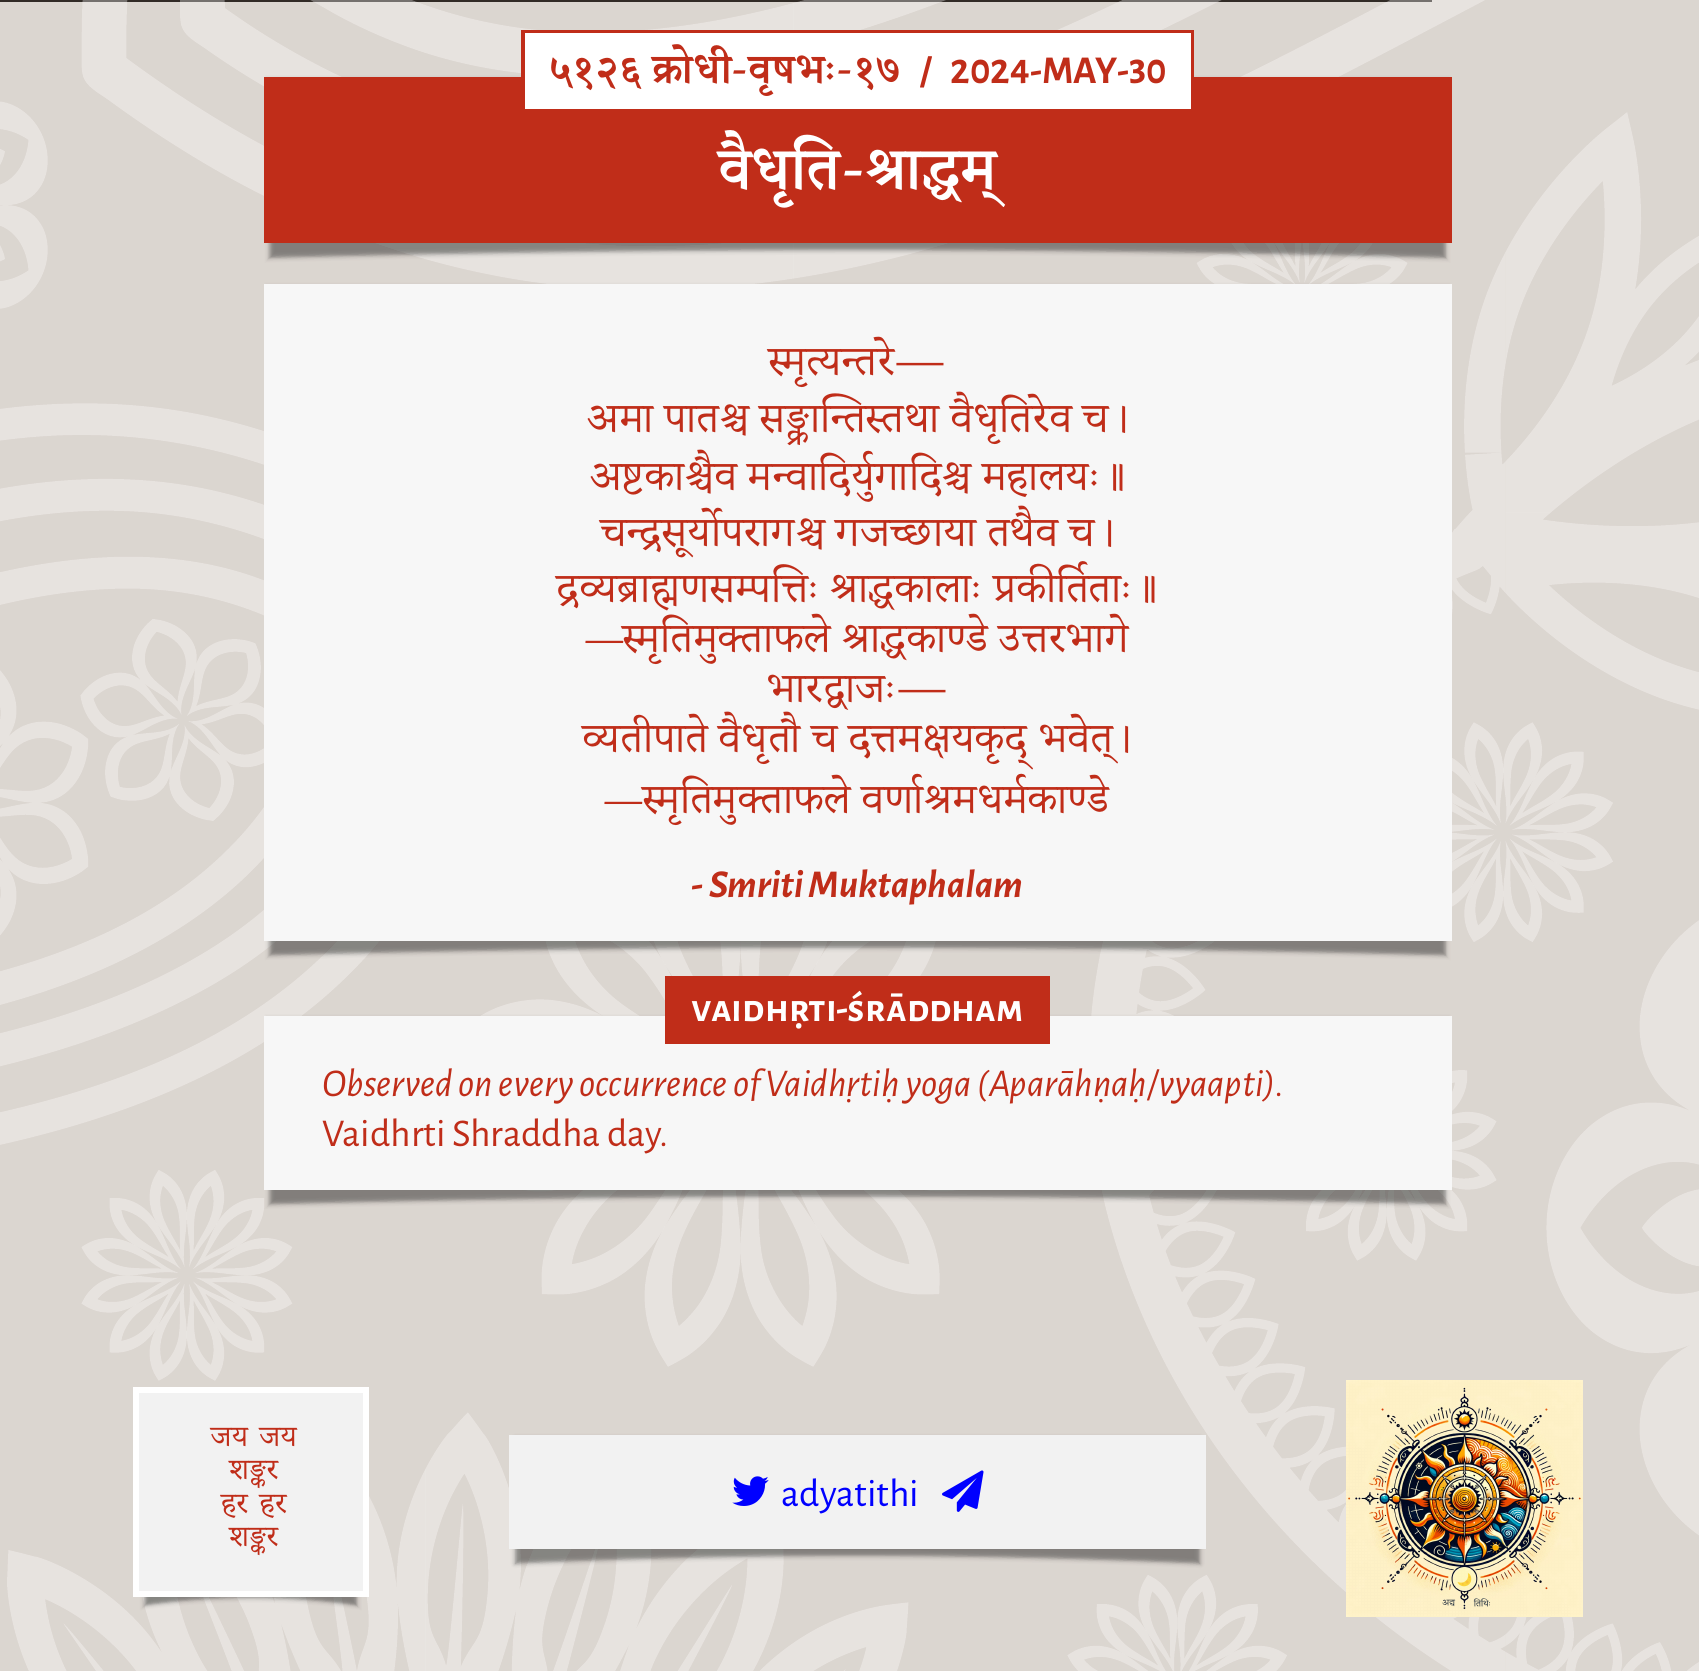 ५१२६ क्रोधी-वृषभः-१७ / 2024-MAY-30
वैधृति-श्राद्धम्
स्मृत्यन्तरे—
अमा पातश्च सङ्क्रान्तिस्तथा वैधृतिरेव च।
अष्टकाश्चैव मन्वादिर्युगादिश्च महालयः॥
चन्द्रसूर्योपरागश्च गजच्छाया तथैव च।
द्रव्यब्राह्मणसम्पत्तिः श्राद्धकालाः प्रकीर्तिताः॥
—स्मृतिमुक्ताफले श्राद्धकाण्डे उत्तरभागे
भारद्वाजः—
व्यतीपाते वैधृतौ च दत्तमक्षयकृद् भवेत्।
—स्मृतिमुक्ताफले वर्णाश्रमधर्मकाण्डे
- Smriti Muktaphalam
VAIDHṚTI-ŚRĀDDHAM
Observed on every occurrence of Vaidhṛtiḥ yoga (Aparāhṇaḥ/vyaapti).
Vaidhrti Shraddha day.
जय जय
शङ्कर
हर हर
शङ्कर
adyatithi
अद्य तिथिः